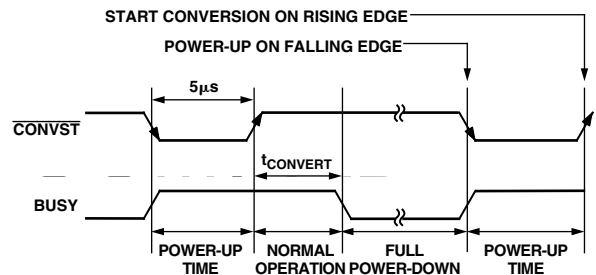 START CONVERSION ON RISING EDGE
POWER-UP ON FALLING EDGE
5µs
CONVST
tCONVERT
BUSY
POWER-UP TIME
NORMAL OPERATION
FULL POWER-DOWN
POWER-UP TIME